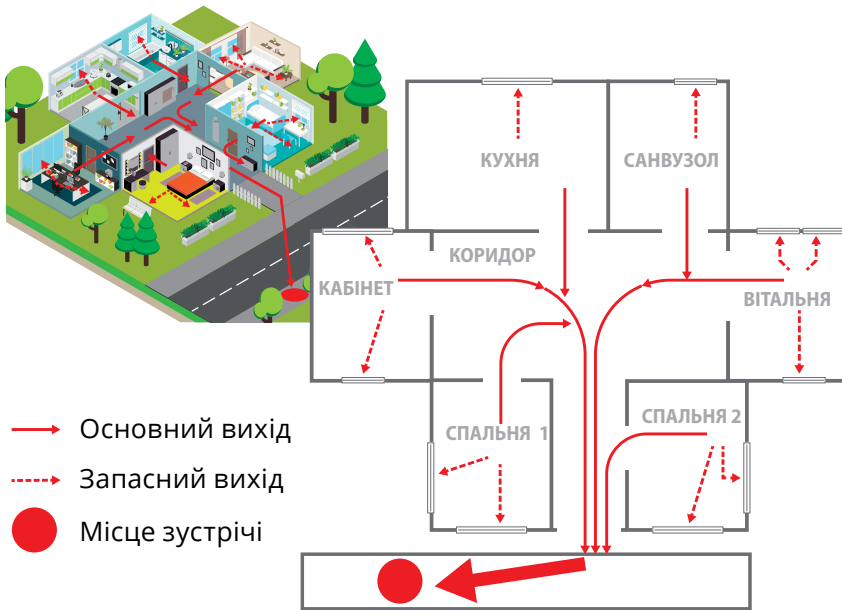 КУХНЯ
САНВУЗОЛ
КОРИДОР
КАБІНЕТ
ВІТАЛЬНЯ
СПАЛЬНЯ 1
СПАЛЬНЯ 2
Основний вихід
Запасний вихід
Місце зустрічі